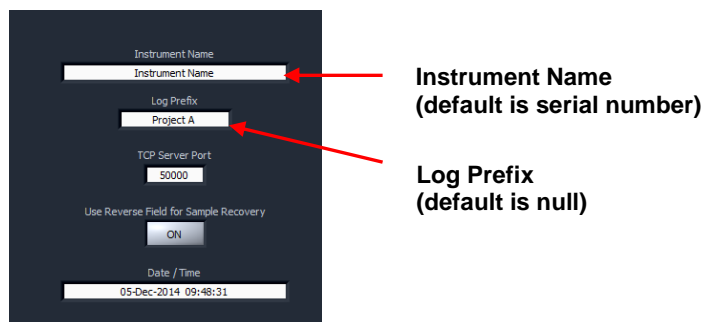 Instrument Name
Instrument Name
Log Prefix
Project A
TCP Server Port
50000
Use Reverse Field for Sample Recovery
ON
Date / Time
05-Dec-2014 09:48:31
Instrument Name
(default is serial number)
Log Prefix
(default is null)